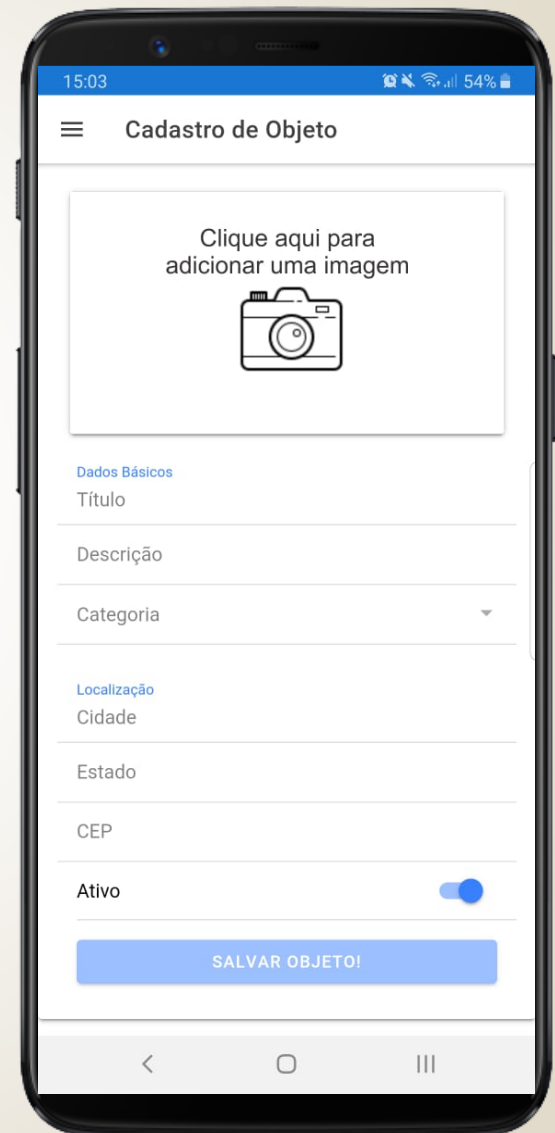 15:03 54%
Cadastro de Objeto
Clique aqui para
adicionar uma imagem
Dados Básicos
Título
Descrição
Categoria
Localização
Cidade
Estado
CEP
Ativo
SALVAR OBJETO!